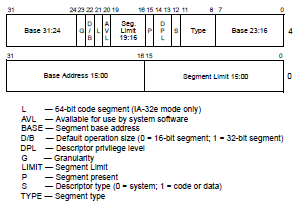 31 24 23 22 21 20 19 16 15 14 13 12 11 8 7 0
Base 31:24 G D/B L AVL Seg. Limit 19:16 P DPL S Type Base 23:16 4
31 16 15 0
Base Address 15:00 Segment Limit 15:00 0
L — 64-bit code segment (IA-32e mode only)
AVL — Available for use by system software
BASE — Segment base address
D/B — Default operation size (0 = 16-bit segment; 1 = 32-bit segment)
DPL — Descriptor privilege level
G — Granularity
LIMIT — Segment Limit
P — Segment present
S — Descriptor type (0 = system; 1 = code or data)
TYPE — Segment type